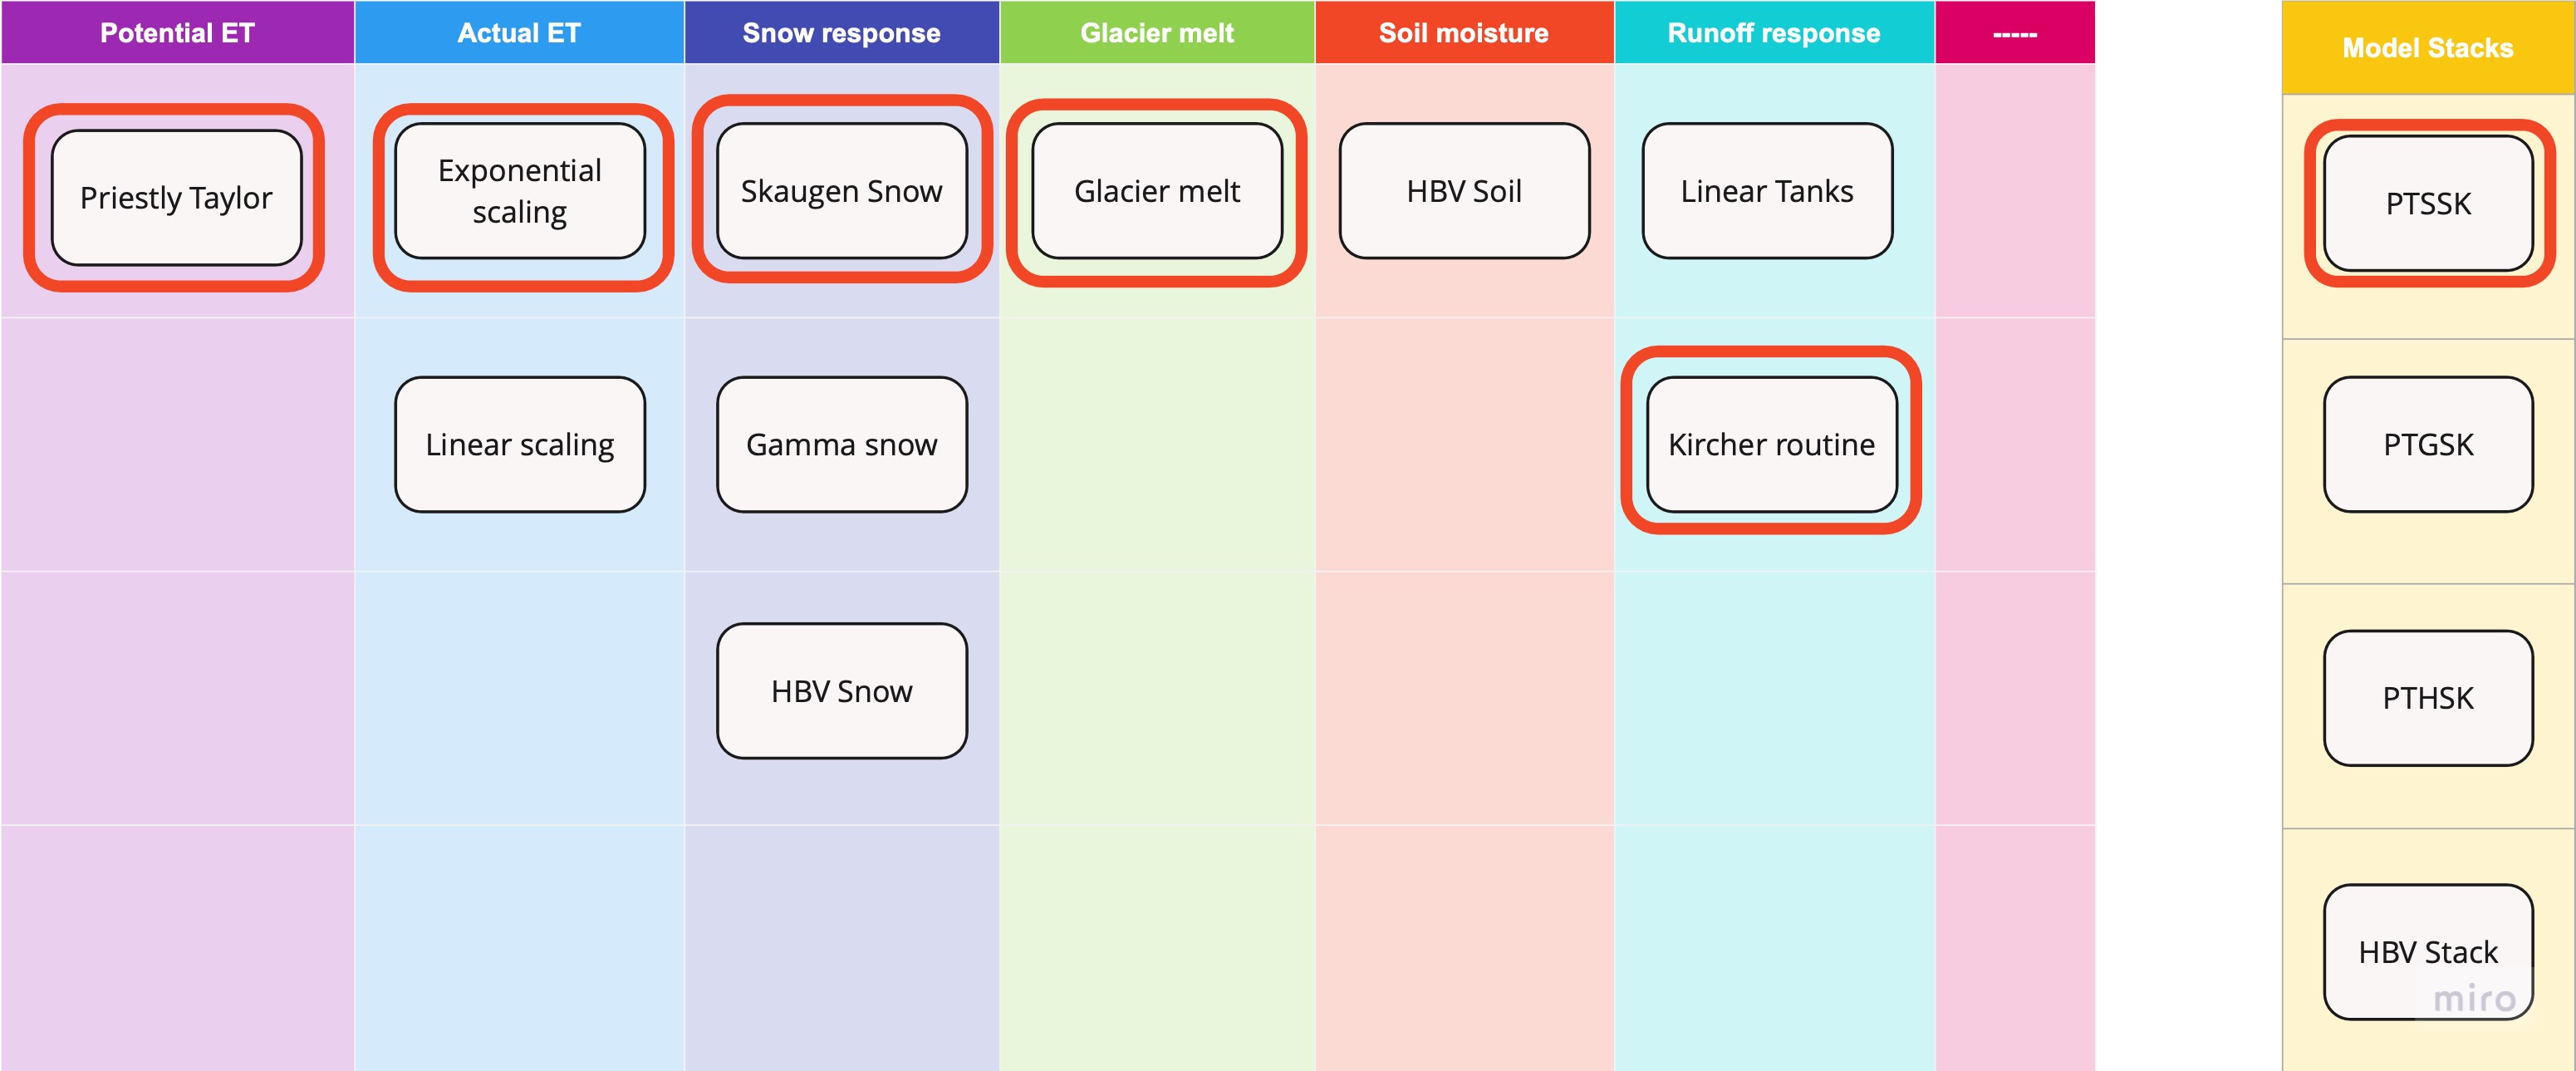 Potential ET
Actual ET
Snow response
Glacier melt
Soil moisture
Runoff response
-----
Model Stacks
Priestly Taylor
Exponential
scaling
Skaugen Snow
Glacier melt
HBV Soil
Linear Tanks
PTSSK
Linear scaling
Gamma snow
Kircher routine
PTGSK
HBV Snow
PTHSK
HBV Stack
miro